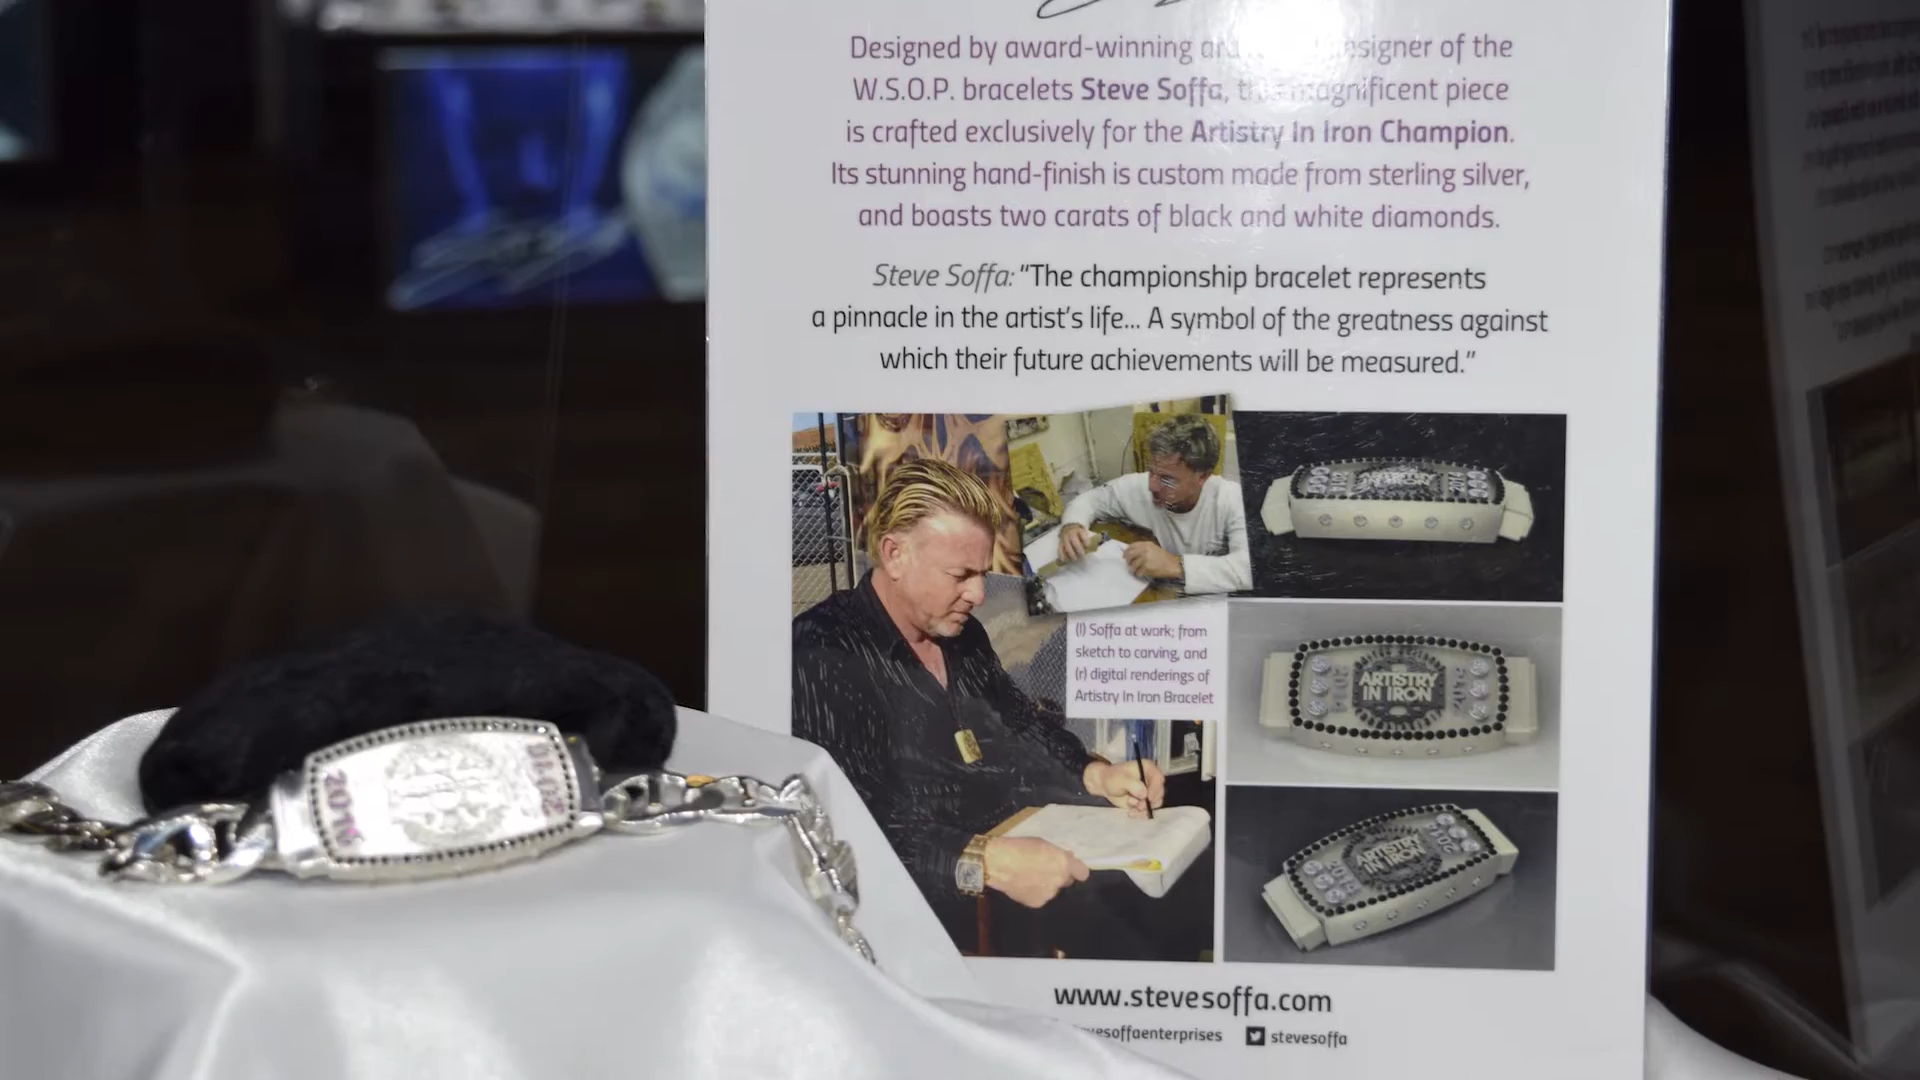 Designed by award-winning designer of the
W.S.O.P. bracelets Steve Soffa, this magnificent piece
is crafted exclusively for the Artistry In Iron Champion.
Its stunning hand-finish is custom made from sterling silver,
and boasts two carats of black and white diamonds.
Steve Soffa: “The championship bracelet represents
a pinnacle in the artist’s life... A symbol of the greatness against
which their future achievements will be measured.”
(l) Soffa at work; from
sketch to carving, and
(r) digital renderings of
Artistry In Iron Bracelet
ARTISTRY
IN IRON
ARTISTRY
IN IRON
www.stevesoffa.com
stevesoffa